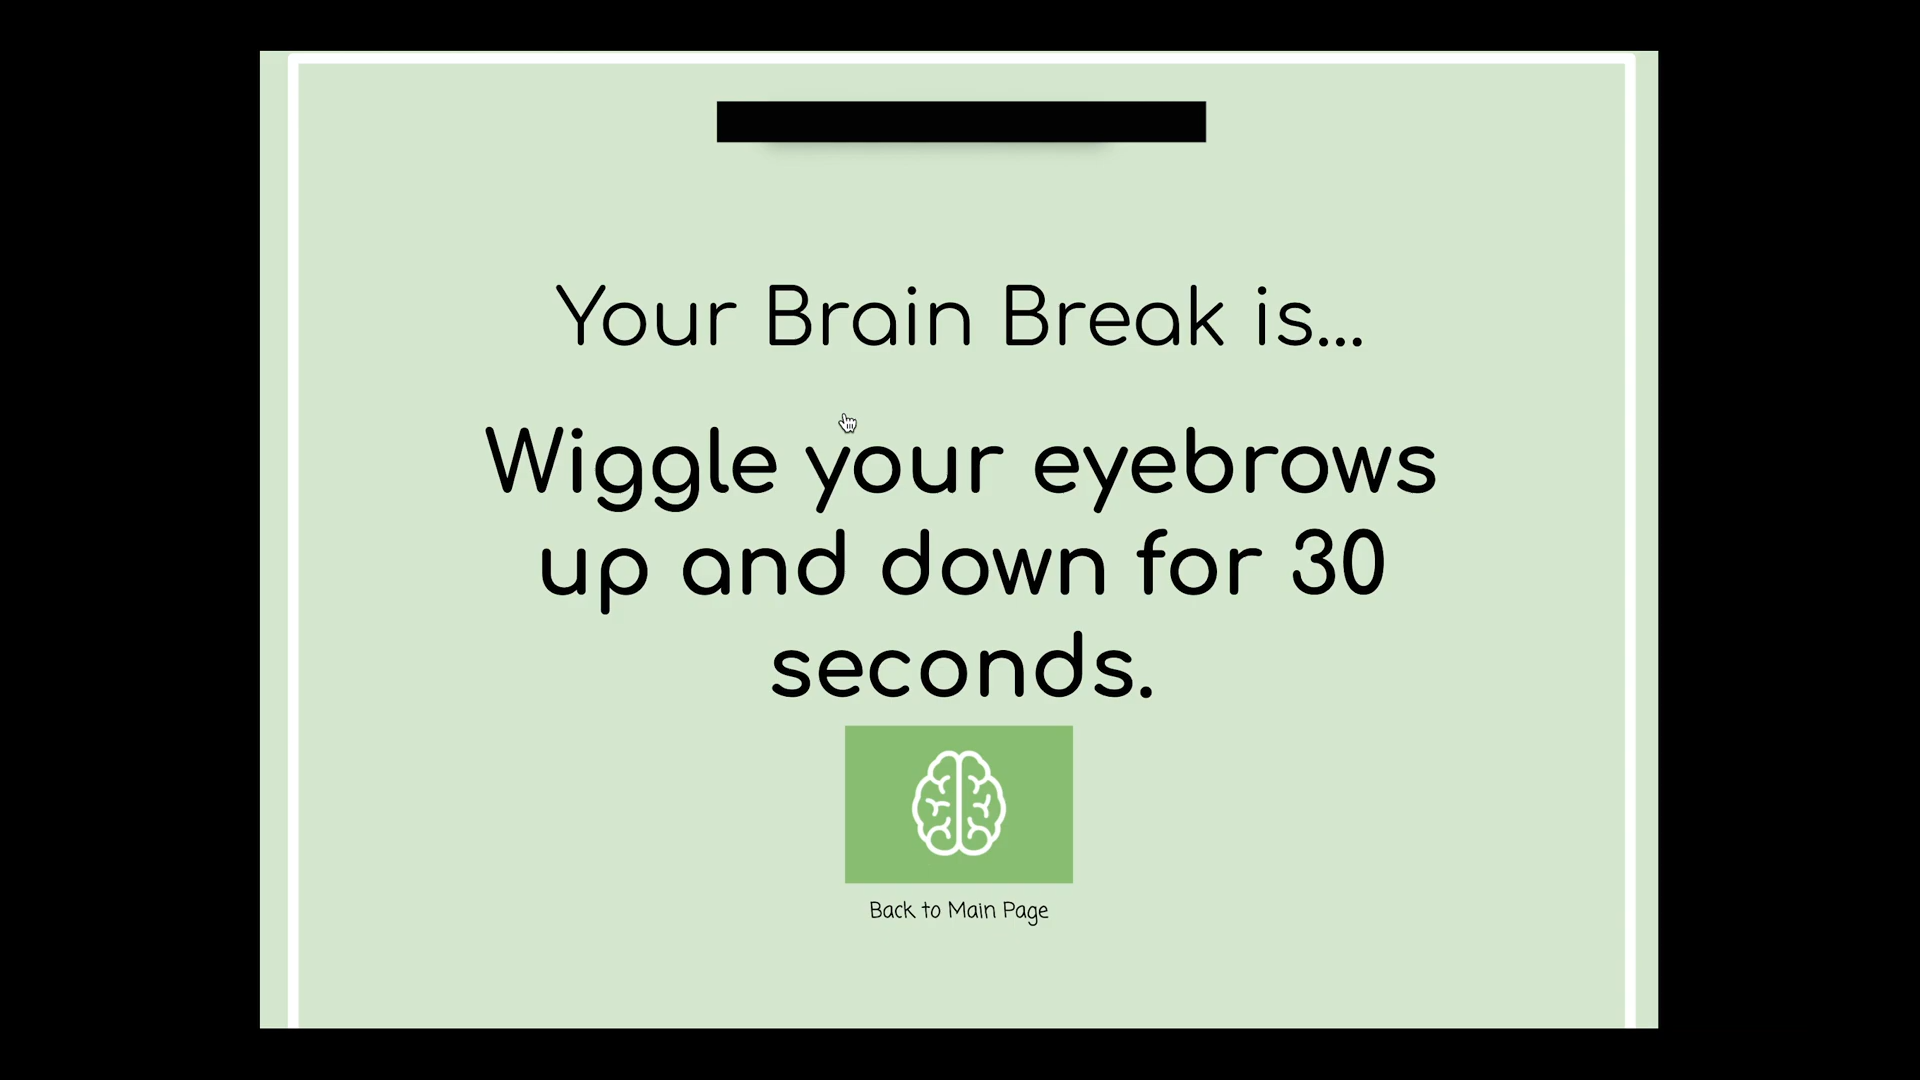 Your Brain Break is...
Wiggle your eyebrows
up and down for 30
seconds.
Back to Main Page